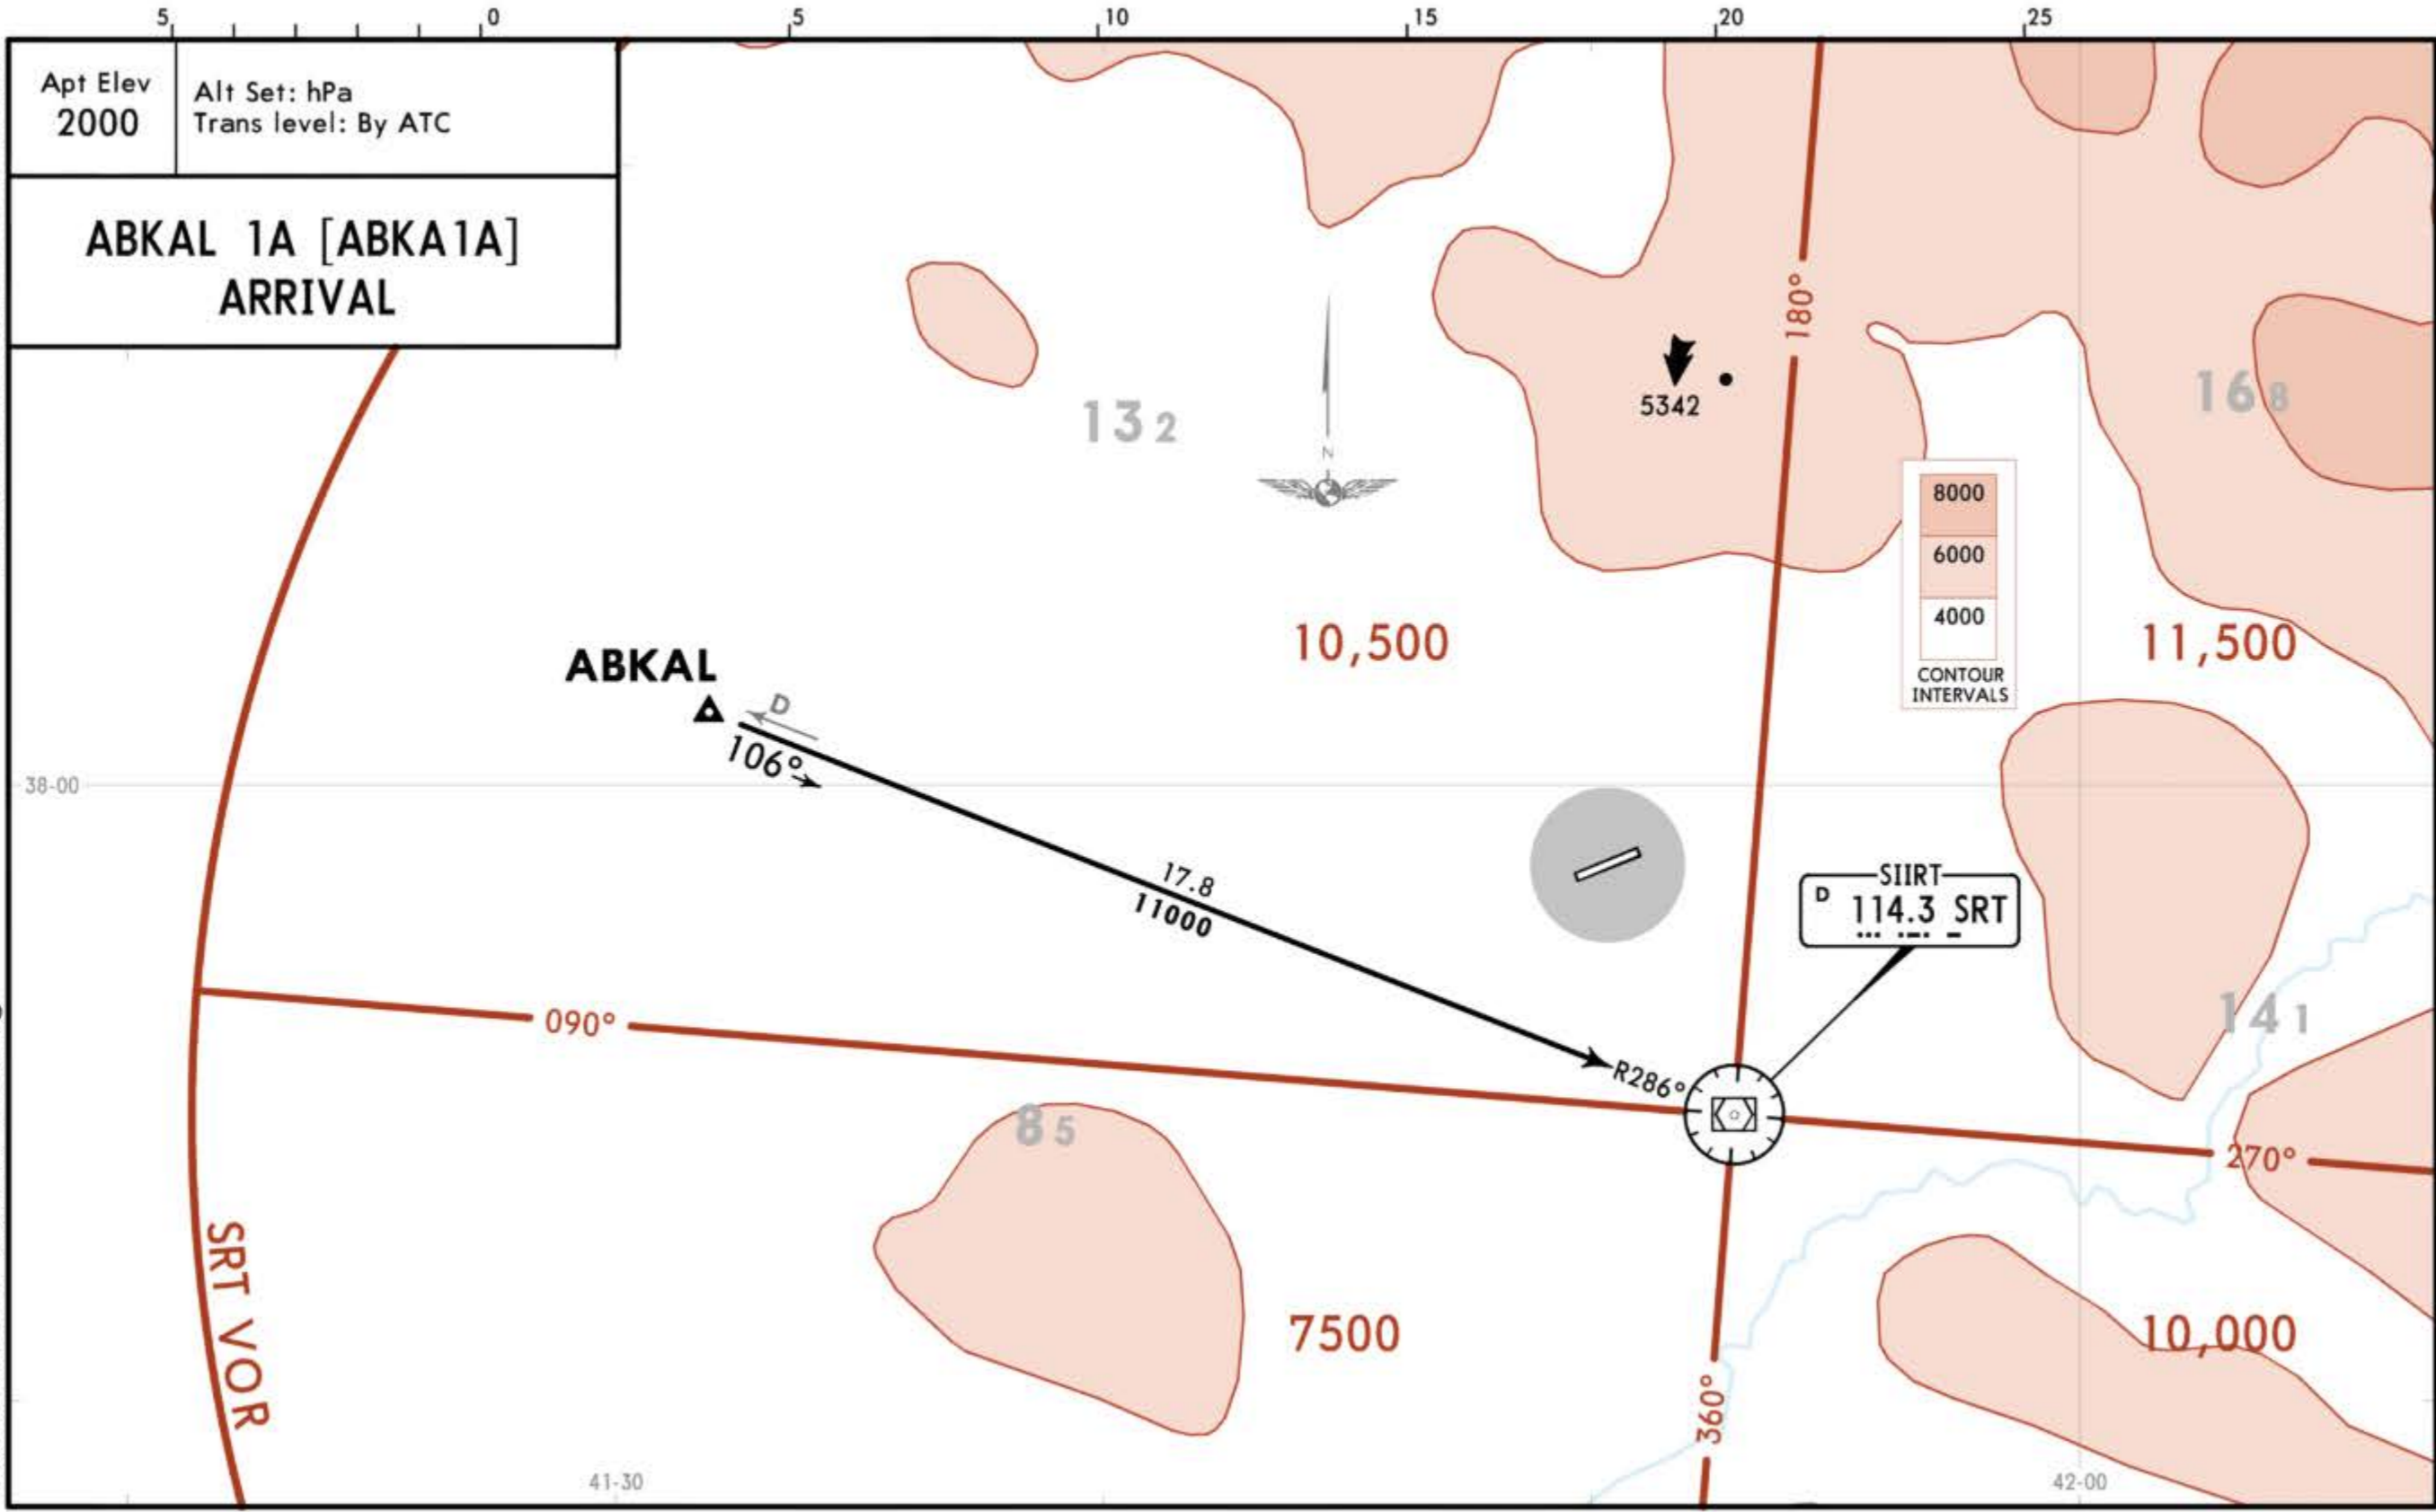 5 0 5 10 15 20 25
Apt Elev
2000
Alt Set: hPa
Trans level: By ATC
ABKAL 1A [ABKA1A]
ARRIVAL
180°
5342
13 2
16 8
N
8000
6000
4000
CONTOUR
INTERVALS
10,500
11,500
ABKAL
D
106°
38-00
17.8
11000
SIIRT
D 114.3 SRT
14 1
090°
R286°
8 5
270°
SRT VOR
7500
10,000
360°
41-30
42-00